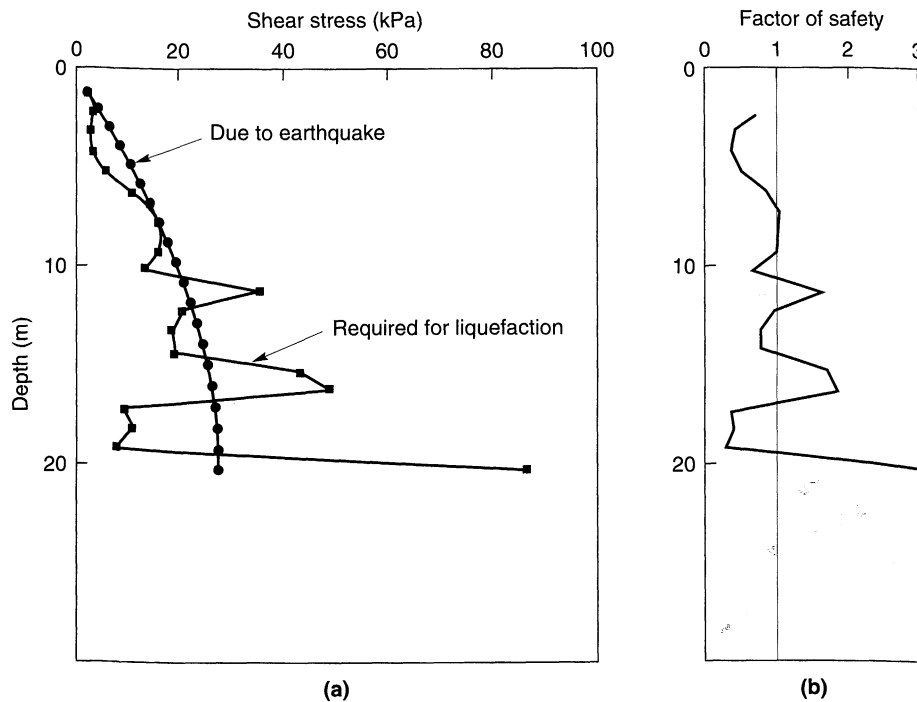 Shear stress (kPa)
0 20 40 60 80 100
0
10
20
Depth (m)
Due to earthquake
Required for liquefaction
(a)
Factor of safety
0 1 2 3
0
10
20
(b)